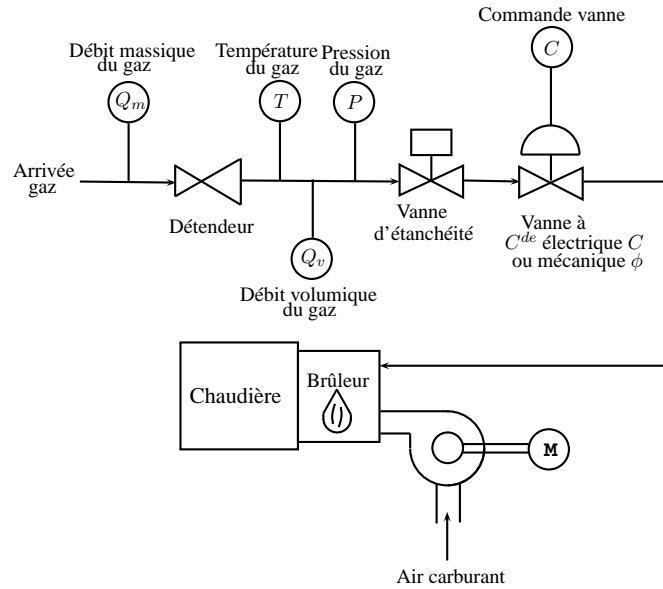 Commande vanne
C
Débit massique
du gaz
Température
du gaz
Pression
du gaz
Q_m
T
P
Arrivée
gaz
Détendeur
Vanne
d'étanchéité
Vanne à
C^{de} électrique C
ou mécanique ϕ
Q_v
Débit volumique
du gaz
Chaudière
Brûleur
M
Air carburant